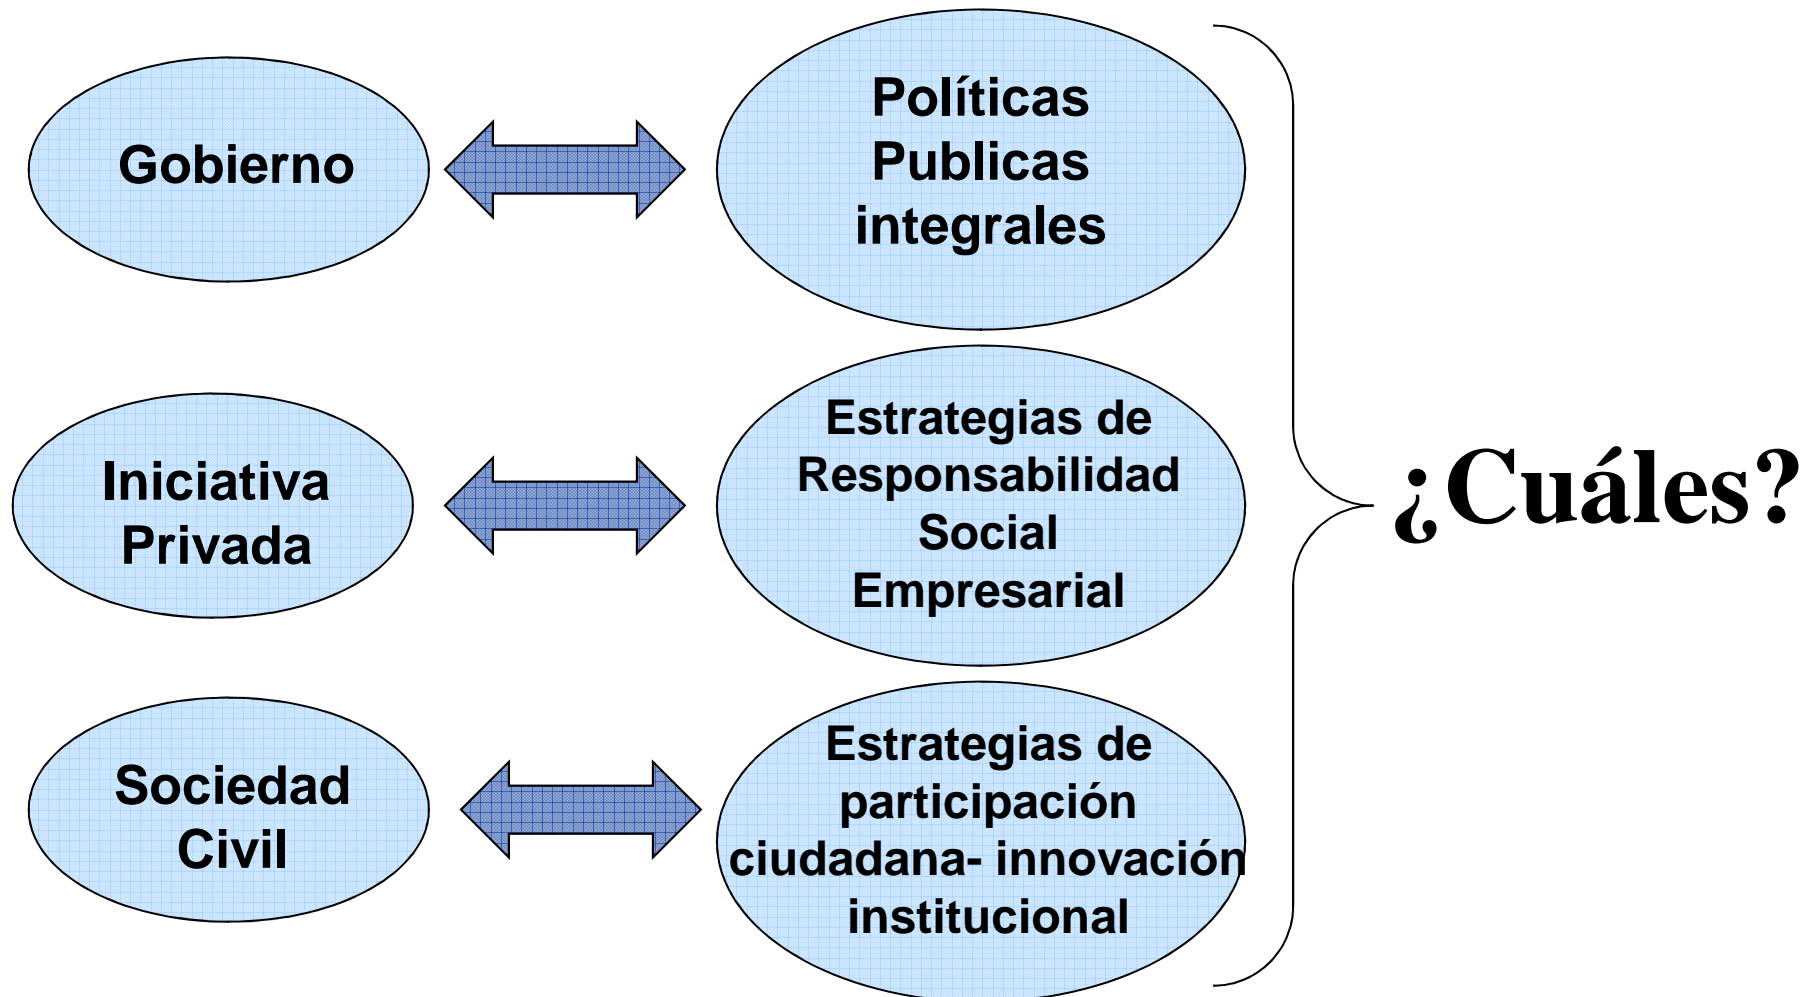 Gobierno
Políticas
Publicas
integrales
Iniciativa
Privada
Estrategias de
Responsabilidad
Social
Empresarial
Sociedad
Civil
Estrategias de
participación
ciudadana- innovación
institucional
¿Cuáles?